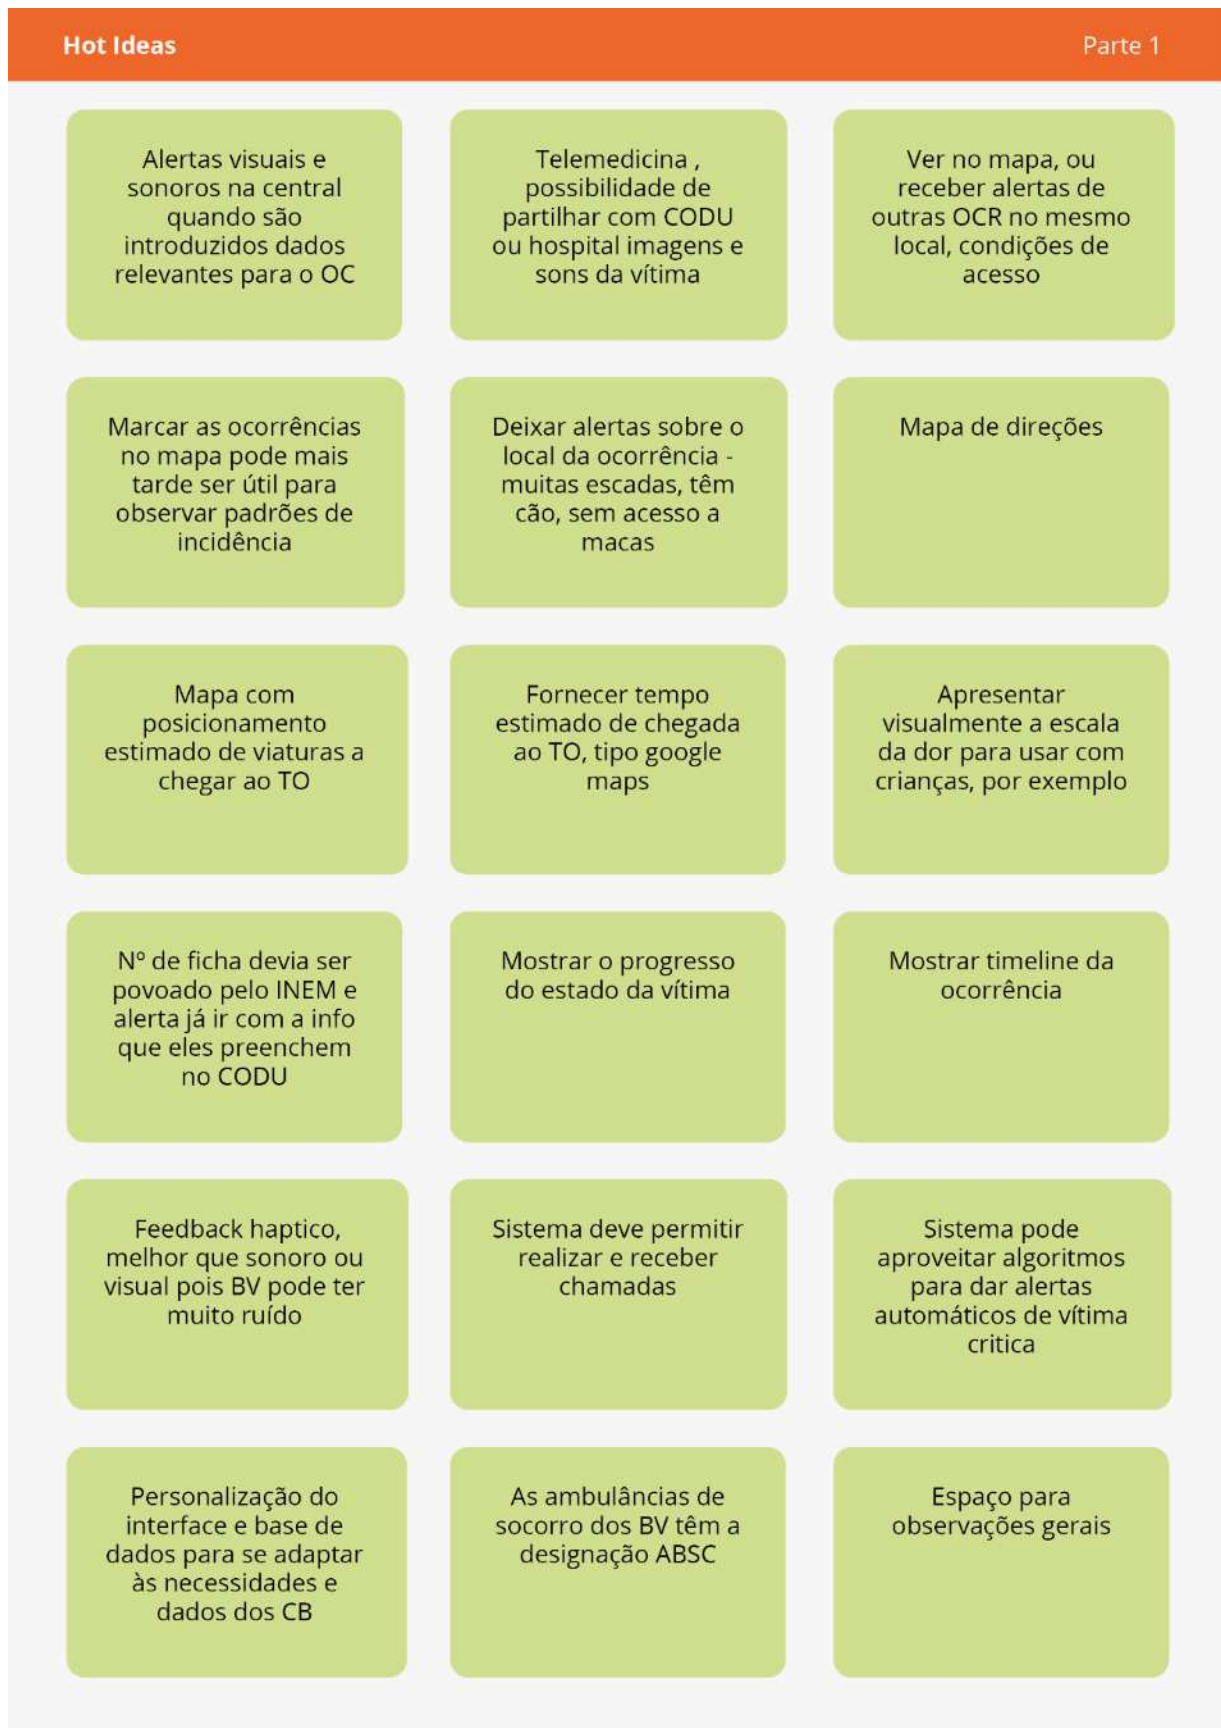 Hot Ideas
Parte 1
Alertas visuais e
sonoros na central
quando são
introduzidos dados
relevantes para o OC
Telemedicina ,
possibilidade de
partilhar com CODU
ou hospital imagens e
sons da vítima
Ver no mapa, ou
receber alertas de
outras OCR no mesmo
local, condições de
acesso
Marcar as ocorrências
no mapa pode mais
tarde ser útil para
observar padrões de
incidência
Deixar alertas sobre o
local da ocorrência -
muitas escadas, têm
cão, sem acesso a
macas
Mapa de direções
Mapa com
posicionamento
estimado de viaturas a
chegar ao TO
Fornecer tempo
estimado de chegada
ao TO, tipo google
maps
Apresentar
visualmente a escala
da dor para usar com
crianças, por exemplo
Nº de ficha devia ser
povoado pelo INEM e
alerta já ir com a info
que eles preenchem
no CODU
Mostrar o progresso
do estado da vítima
Mostrar timeline da
ocorrência
Feedback haptico,
melhor que sonoro ou
visual pois BV pode ter
muito ruído
Sistema deve permitir
realizar e receber
chamadas
Sistema pode
aproveitar algoritmos
para dar alertas
automáticos de vítima
critica
Personalização do
interface e base de
dados para se adaptar
às necessidades e
dados dos CB
As ambulâncias de
socorro dos BV têm a
designação ABSC
Espaço para
observações gerais